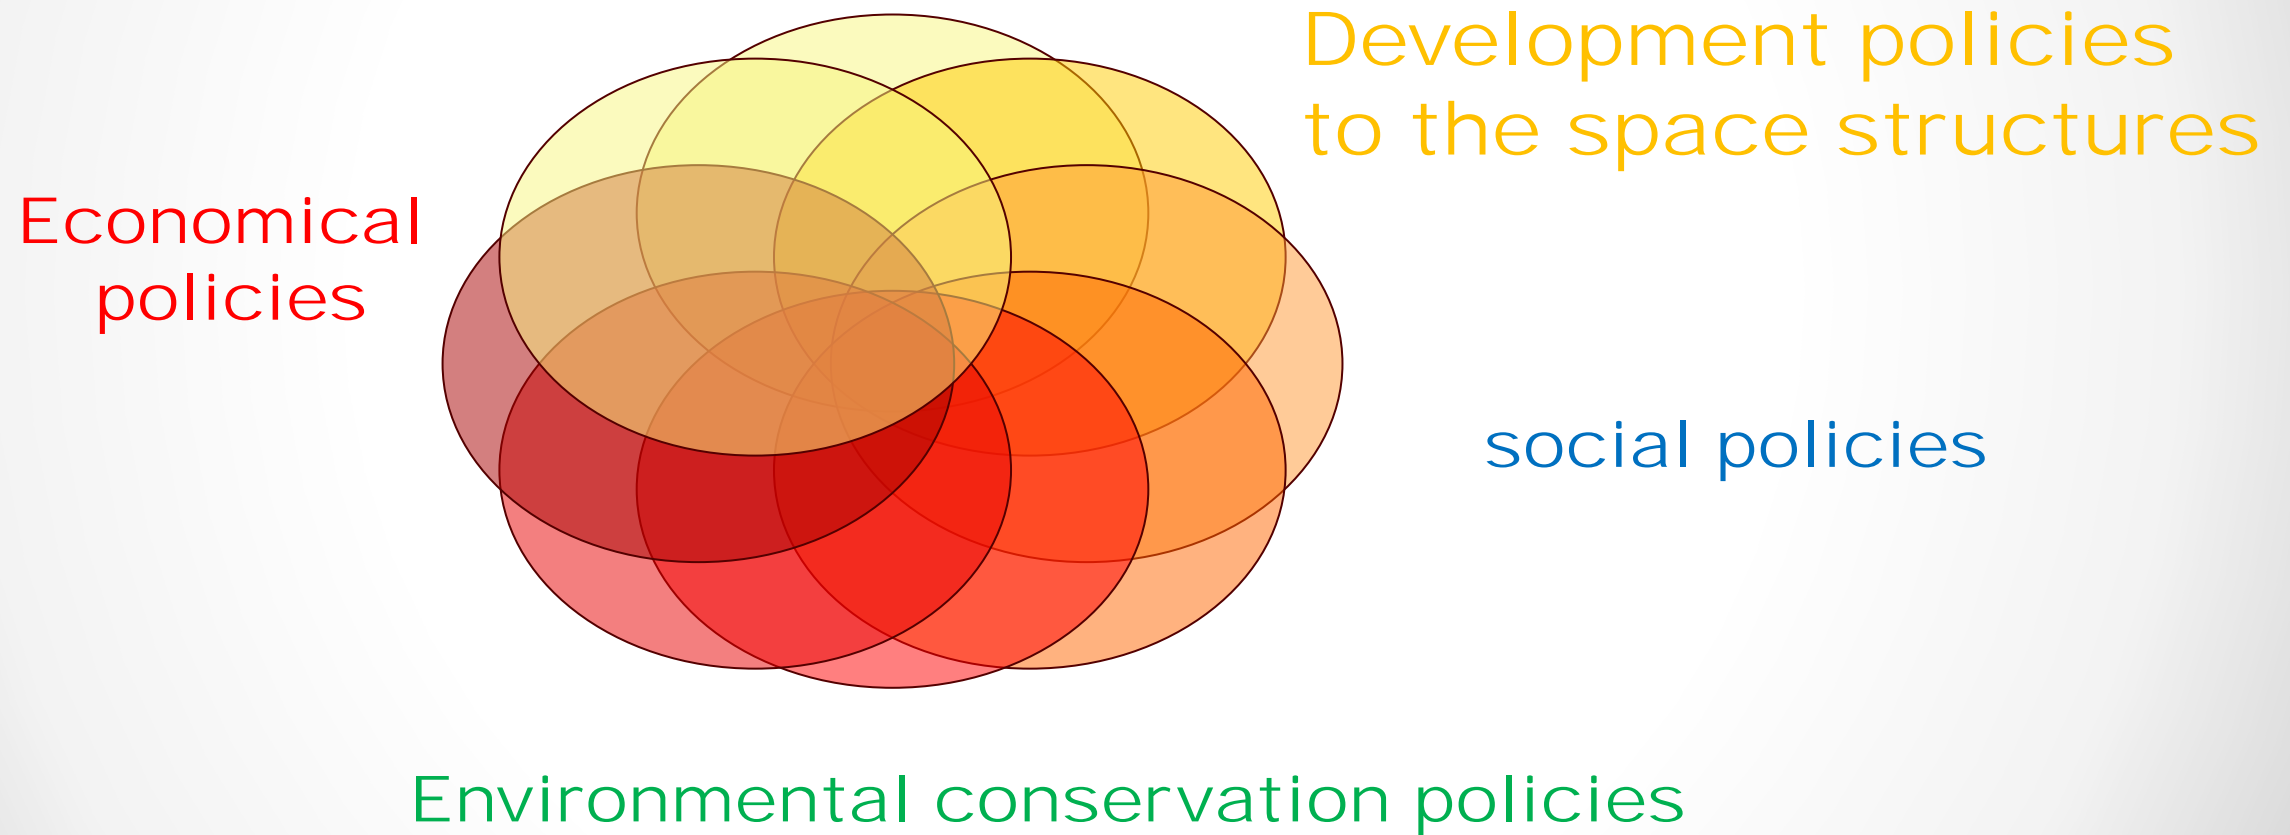 Development policies
to the space structures
Economical
policies
social policies
Environmental conservation policies